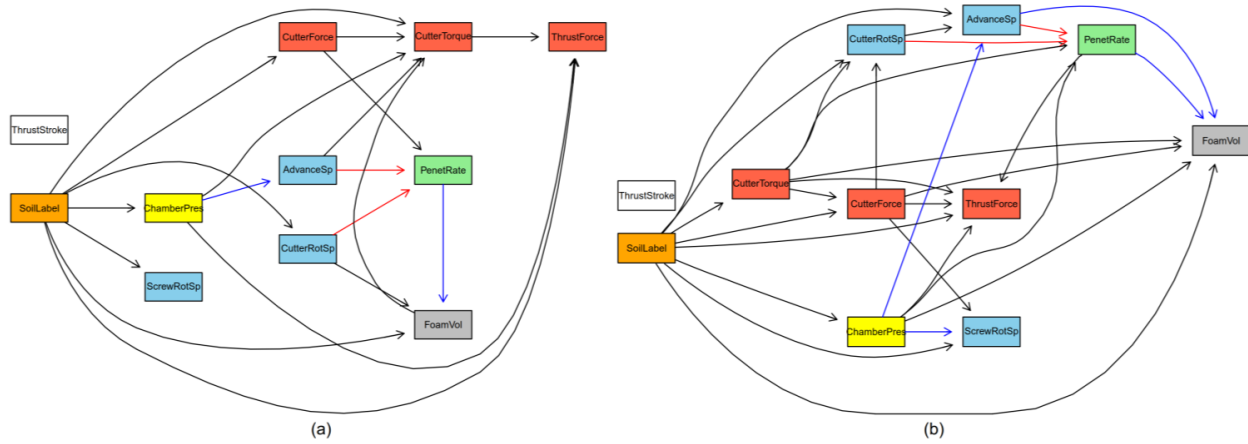 CutterForce
CutterTorque
ThrustForce
ThrustStroke
AdvanceSp
PenetRate
SoilLabel
ChamberPres
CutterRotSp
ScrewRotSp
FoamVol
(a)
AdvanceSp
CutterRotSp
PenetRate
FoamVol
CutterTorque
ThrustStroke
CutterForce
ThrustForce
SoilLabel
ChamberPres
ScrewRotSp
(b)